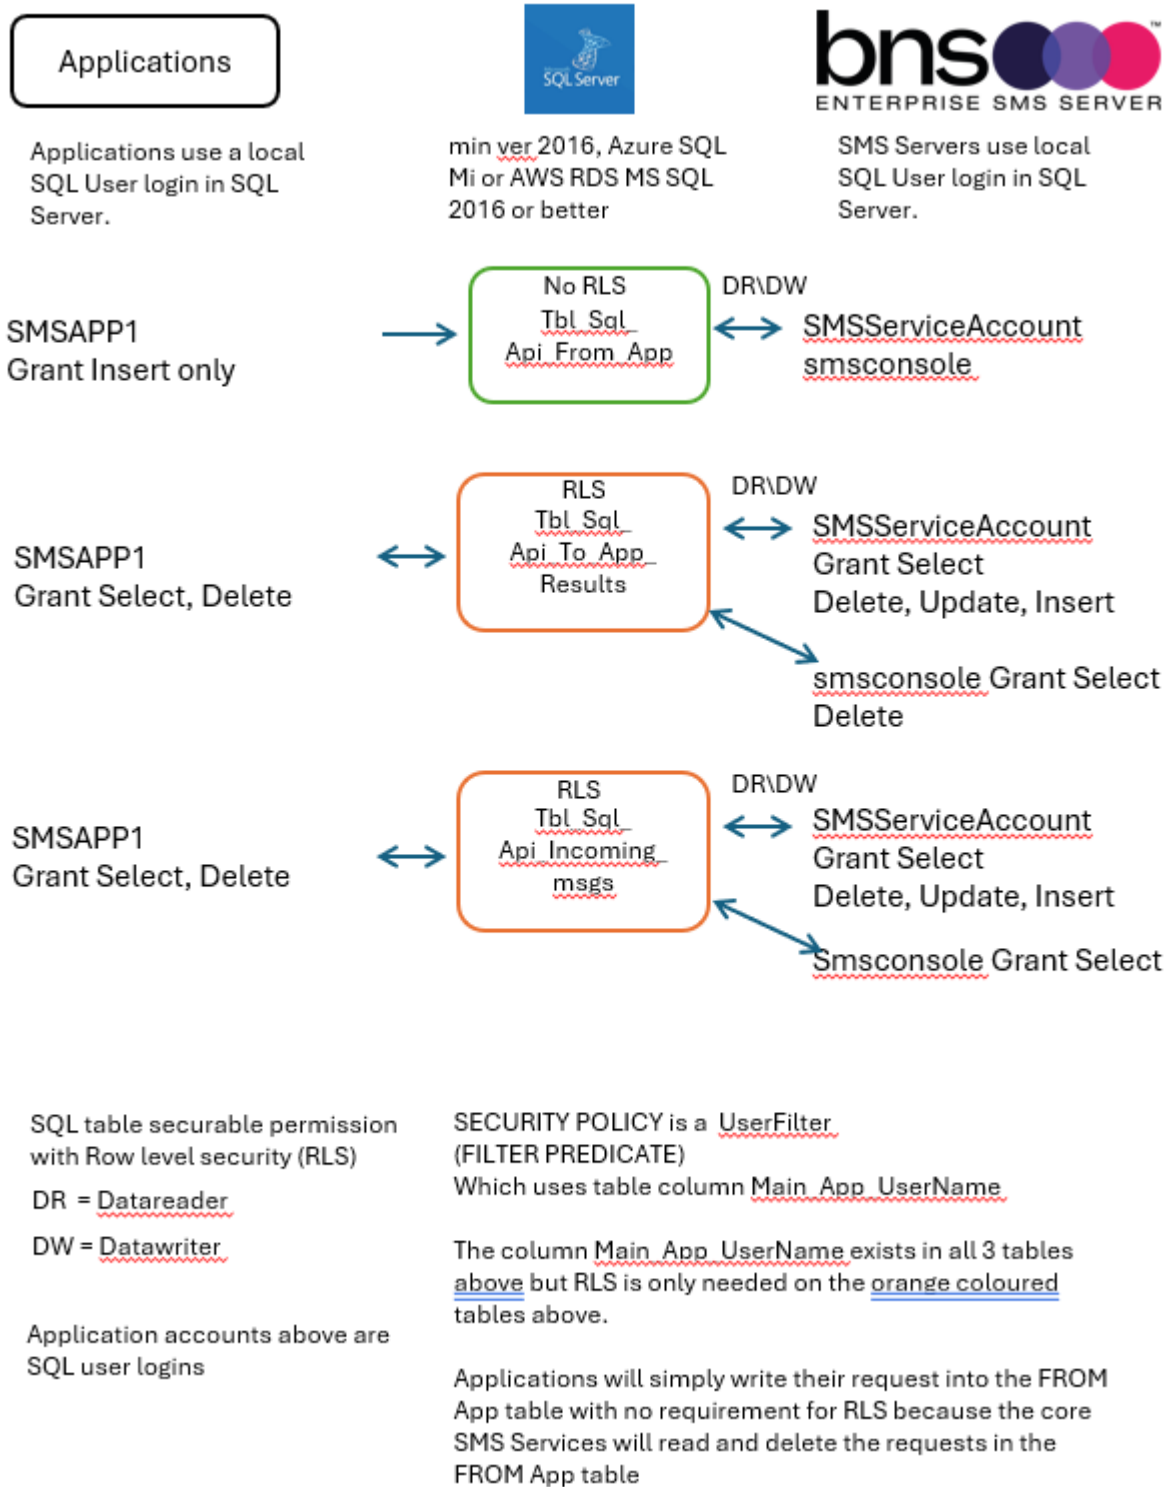 Applications
SQL Server
bns
™
ENTERPRISE SMS SERVER
Applications use a local
SQL User login in SQL
Server.
min ver 2016, Azure SQL
Mi or AWS RDS MS SQL
2016 or better
SMS Servers use local
SQL User login in SQL
Server.
SMSAPP1
Grant Insert only
No RLS
Tbl_Sql_
Api_From_App
DR\DW
SMSServiceAccount
smsconsole
SMSAPP1
Grant Select, Delete
RLS
Tbl_Sql_
Api_To_App_
Results
DR\DW
SMSServiceAccount
Grant Select
Delete, Update, Insert
smsconsole Grant Select
Delete
SMSAPP1
Grant Select, Delete
RLS
Tbl_Sql_
Api_Incoming_
msgs
DR\DW
SMSServiceAccount
Grant Select
Delete, Update, Insert
Smsconsole Grant Select
SQL table securable permission
with Row level security (RLS)
DR = Datareader
DW = Datawriter
Application accounts above are
SQL user logins
SECURITY POLICY is a UserFilter
(FILTER PREDICATE)
Which uses table column Main_App_UserName
The column Main_App_UserName exists in all 3 tables
above but RLS is only needed on the orange coloured
tables above.
Applications will simply write their request into the FROM
App table with no requirement for RLS because the core
SMS Services will read and delete the requests in the
FROM App table